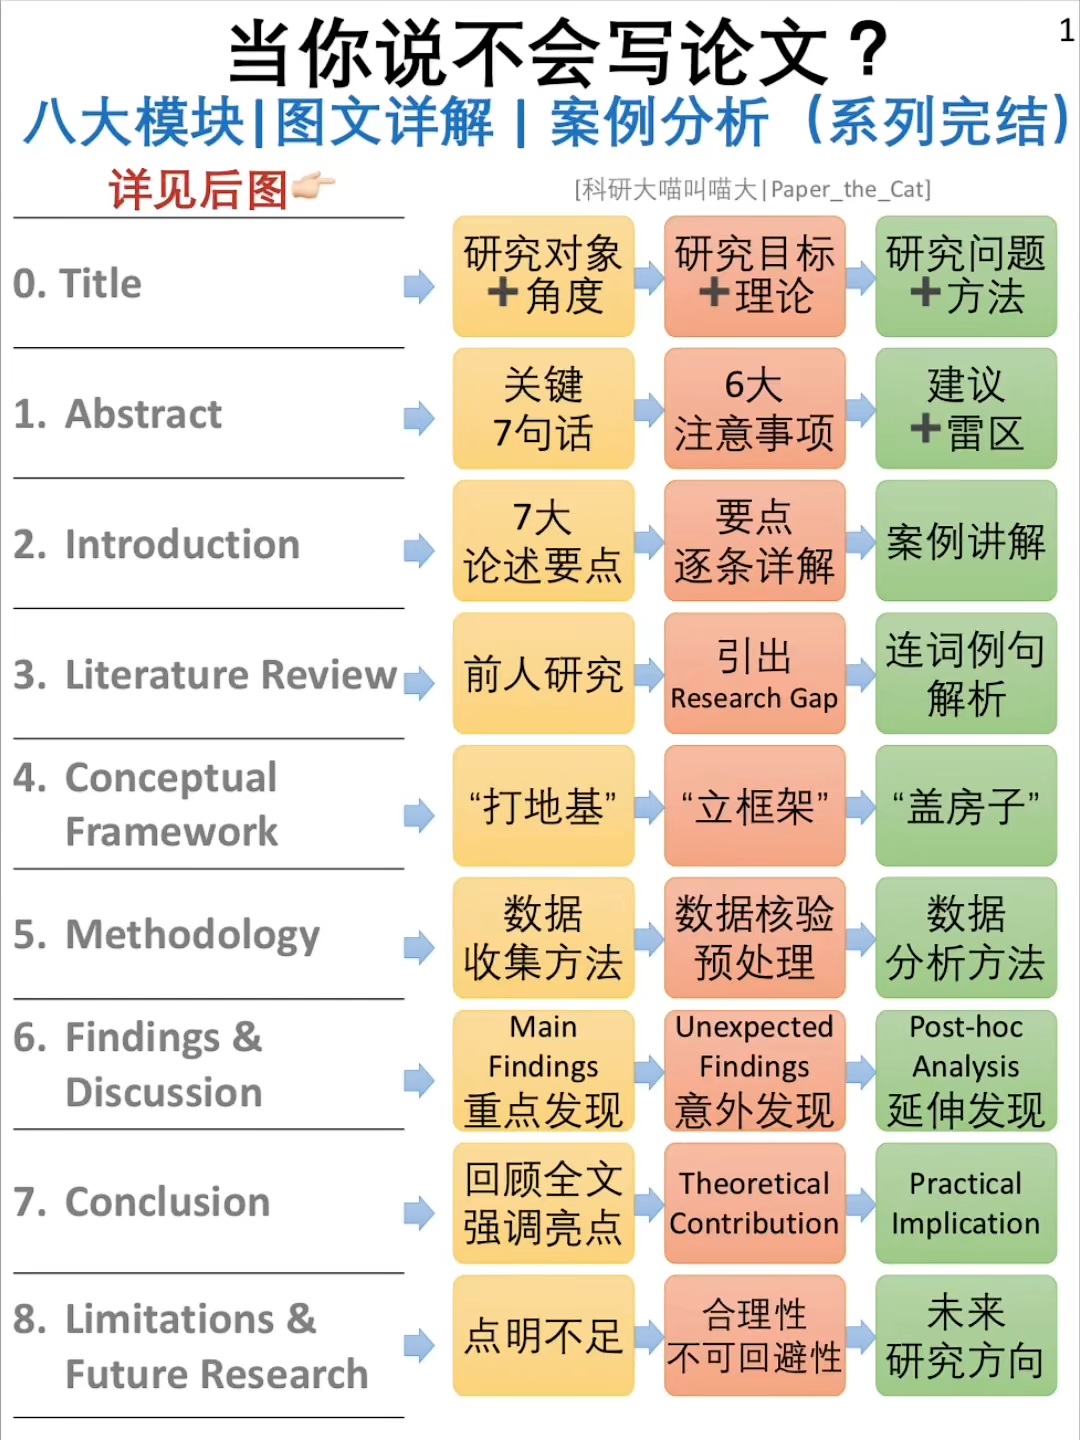 1
当你说不会写论文？
八大模块|图文详解 | 案例分析（系列完结）
详见后图👉🏻
[科研大喵叫喵大|Paper_the_Cat]
0. Title
研究对象
➕角度
研究目标
➕理论
研究问题
➕方法
1. Abstract
关键
7句话
6大
注意事项
建议
➕雷区
2. Introduction
7大
论述要点
要点
逐条详解
案例讲解
3. Literature Review
前人研究
引出
Research Gap
连词例句
解析
4. Conceptual
Framework
“打地基”
“立框架”
“盖房子”
5. Methodology
数据
收集方法
数据核验
预处理
数据
分析方法
6. Findings &
Discussion
Main
Findings
重点发现
Unexpected
Findings
意外发现
Post-hoc
Analysis
延伸发现
7. Conclusion
回顾全文
强调亮点
Theoretical
Contribution
Practical
Implication
8. Limitations &
Future Research
点明不足
合理性
不可回避性
未来
研究方向